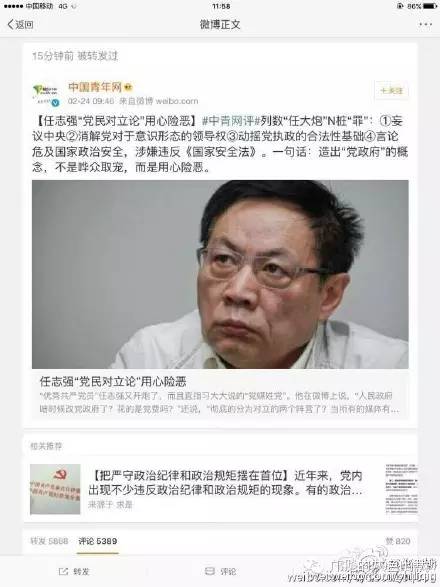 中国移动 4G 11:58 86%
返回 微博正文
15分钟前 被转发过
中国青年网
02-24 09:46 来自微博 weibo.com
+关注
【任志强“党民对立论”用心险恶】#中青网评#列数“任大炮”N桩“罪”：①妄
议中央②消解党对于意识形态的领导权③动摇党执政的合法性基础④言论
危及国家政治安全，涉嫌违反《国家安全法》。一句话：造出“党政府”的概
念，不是哗众取宠，而是用心险恶。
任志强“党民对立论”用心险恶
“优秀共产党员”任志强又开炮了，而且直指习大大说的“党媒姓党”。他在微博上说，“人民政府
啥时候改党政府了？花的是党费吗？”还说，“彻底的分为对立的两个阵营了？当所有的媒体有...
相关推荐
【把严守政治纪律和政治规矩摆在首位】近年来，党内
出现不少违反政治纪律和政治规矩的现象。有的政治...
来源于 求是
转发 5868 评论 5389 赞 820
转发 评论